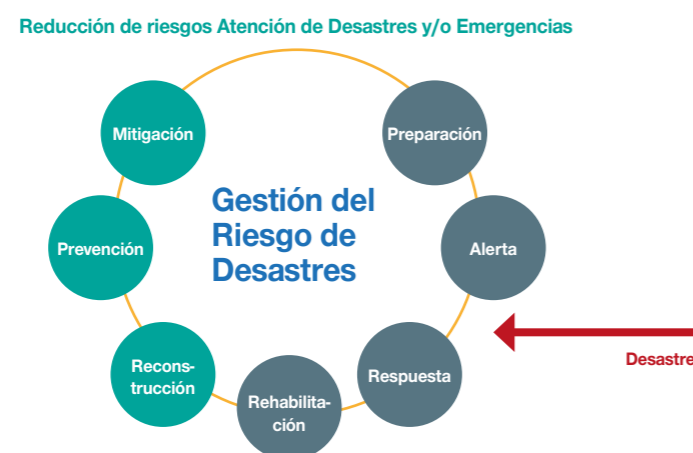 Reducción de riesgos Atención de Desastres y/o Emergencias
Mitigación
Preparación
Gestión del
Riesgo de
Desastres
Prevención
Alerta
Desastre
Recons-
trucción
Respuesta
Rehabilita-
ción